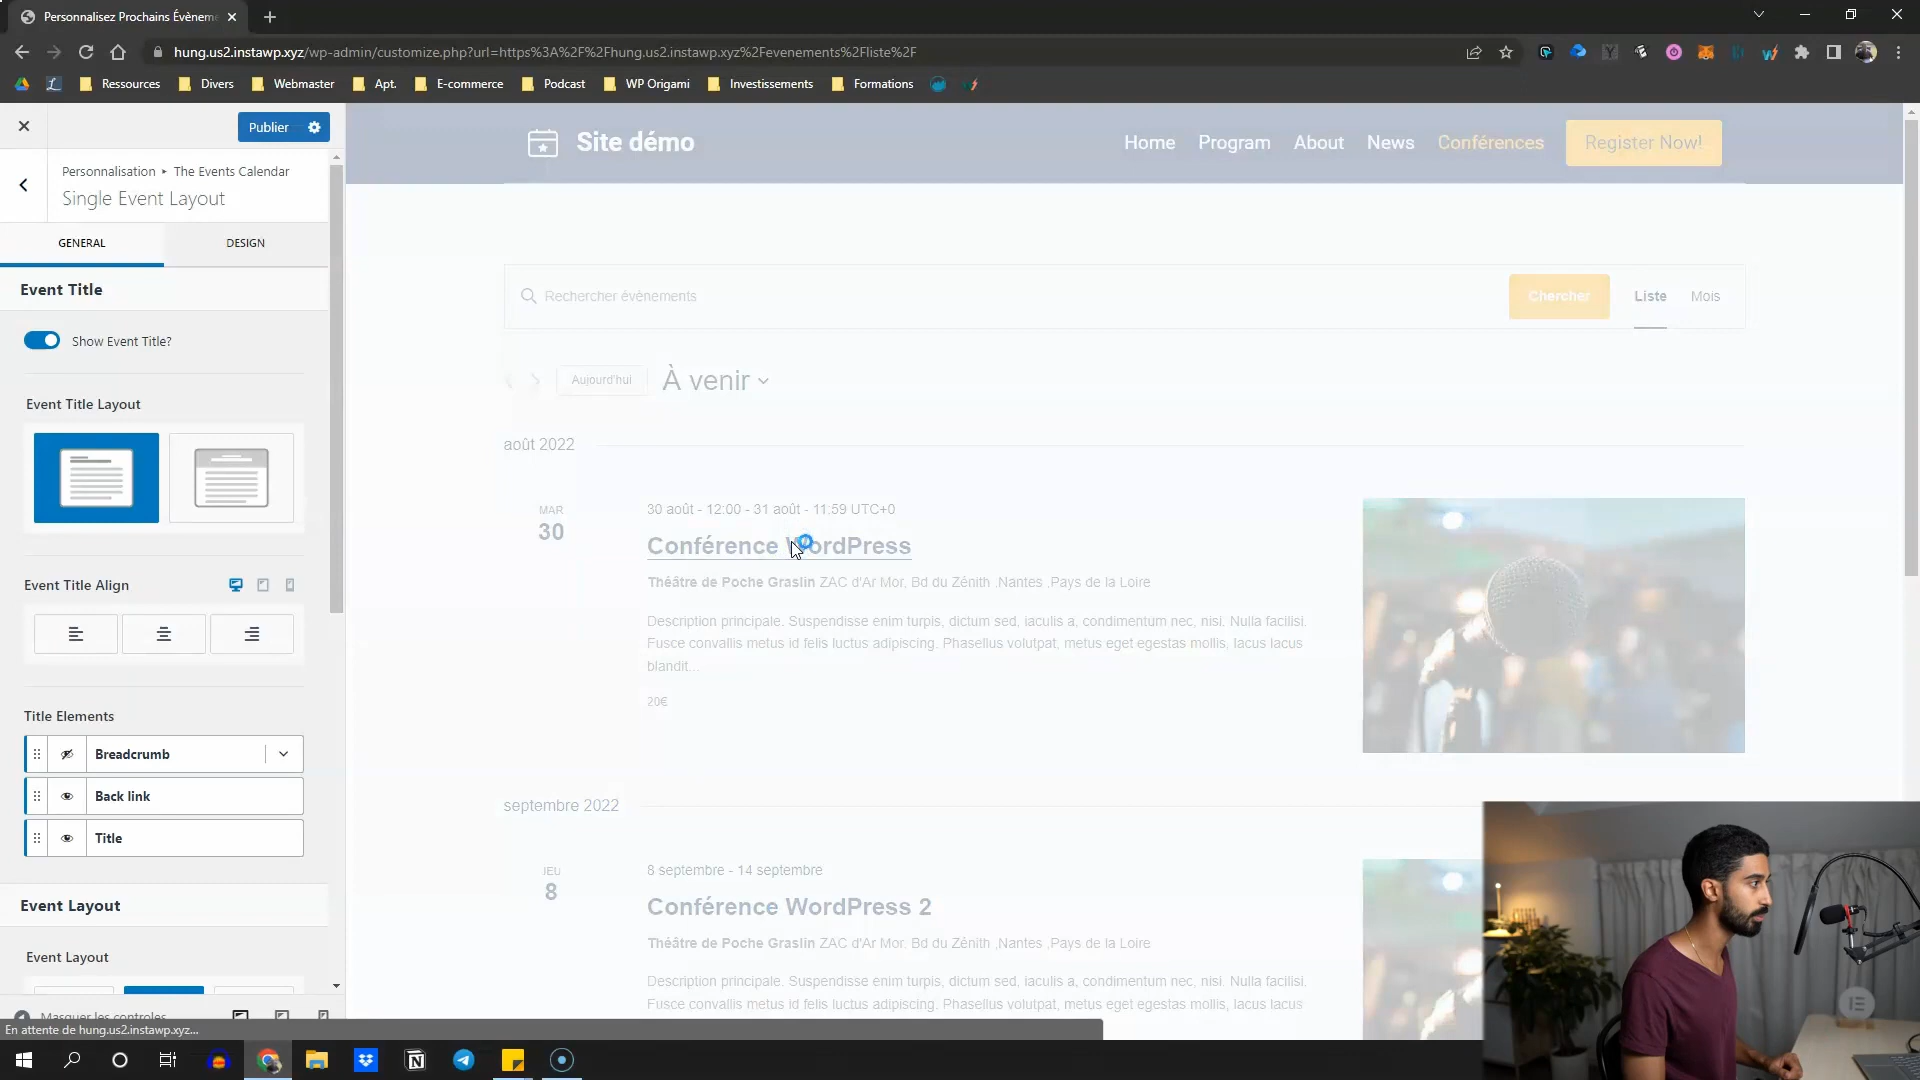 Personnalisez Prochains Évènem
hung.us2.instawp.xyz/wp-admin/customize.php?url=https%3A%2F%2Fhung.us2.instawp.xyz%2Fevenements%2Fliste%2F
Ressources
Divers
Webmaster
Apt.
E-commerce
Podcast
WP Origami
Investissements
Formations
Publier
Personnalisation ▸ The Events Calendar
Single Event Layout
GENERAL
DESIGN
Event Title
Show Event Title?
Event Title Layout
Event Title Align
Title Elements
Breadcrumb
Back link
Title
Event Layout
Event Layout
Masquer les controles
En attente de hung.us2.instawp.xyz...
Site démo
Home
Program
About
News
Conférences
Register Now!
Rechercher évènements
Chercher
Liste
Mois
Aujourd'hui
À venir
août 2022
MAR
30
30 août - 12:00 - 31 août - 11:59 UTC+0
Conférence WordPress
Théâtre de Poche Graslin ZAC d'Ar Mor, Bd du Zénith ,Nantes ,Pays de la Loire
Description principale. Suspendisse enim turpis, dictum sed, iaculis a, condimentum nec, nisi. Nulla facilisi.
Fusce convallis metus id felis luctus adipiscing. Phasellus volutpat, metus eget egestas mollis, lacus lacus
blandit...
20€
septembre 2022
JEU
8
8 septembre - 14 septembre
Conférence WordPress 2
Théâtre de Poche Graslin ZAC d'Ar Mor, Bd du Zénith ,Nantes ,Pays de la Loire
Description principale. Suspendisse enim turpis, dictum sed, iaculis a, condimentum nec, nisi. Nulla facilisi.
Fusce convallis metus id felis luctus adipiscing. Phasellus volutpat, metus eget egestas mollis, lacus lacus